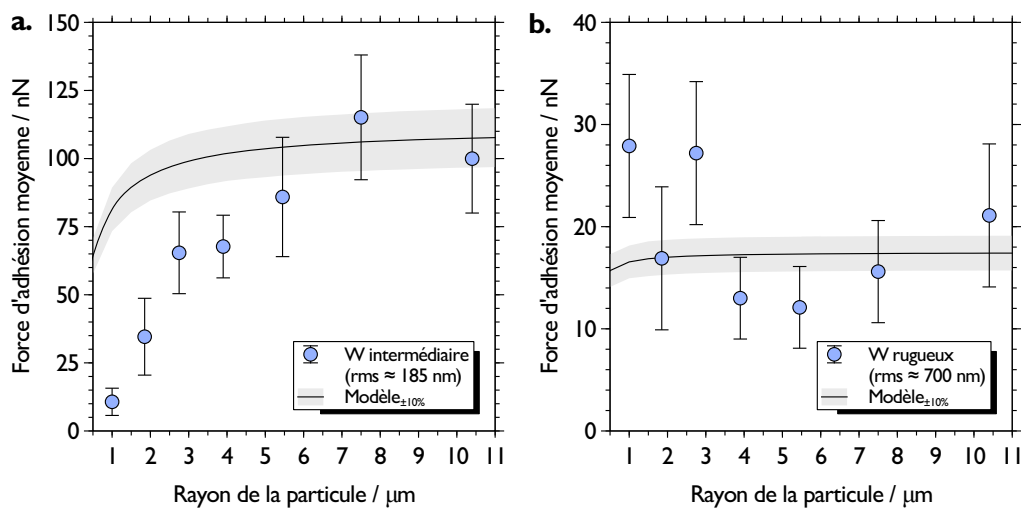 a.
150
125
100
75
50
25
0
Force d'adhésion moyenne / nN
1 2 3 4 5 6 7 8 9 10 11
Rayon de la particule / μm
W intermédiaire
(rms ≈ 185 nm)
Modèle±10%
b.
40
30
20
10
0
Force d'adhésion moyenne / nN
1 2 3 4 5 6 7 8 9 10 11
Rayon de la particule / μm
W rugueux
(rms ≈ 700 nm)
Modèle±10%